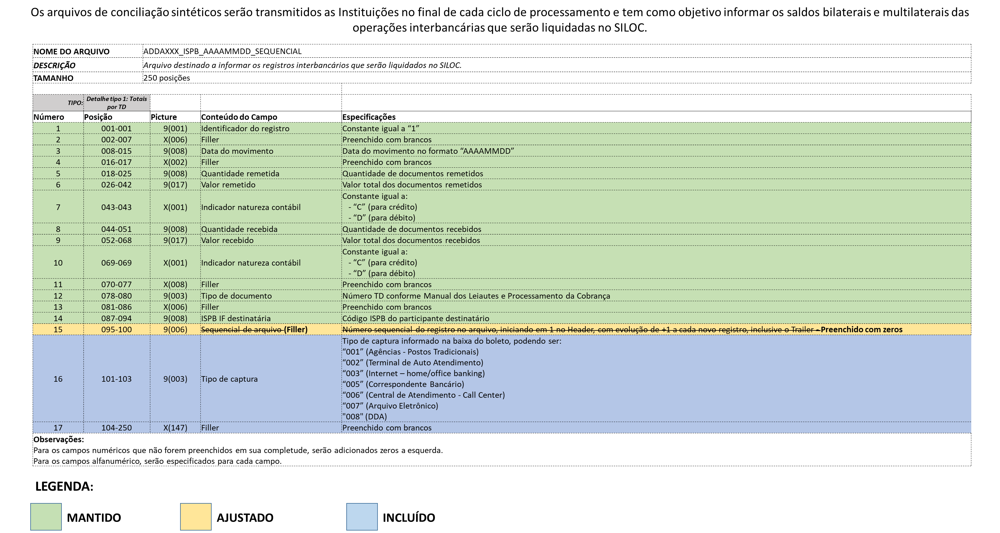 Os arquivos de conciliação sintéticos serão transmitidos as Instituições no final de cada ciclo de processamento e tem como objetivo informar os saldos bilaterais e multilaterais das
operações interbancárias que serão liquidadas no SILOC.
NOME DO ARQUIVO ADDAXXX_ISPB_AAAAMMDD_SEQUENCIAL
DESCRIÇÃO Arquivo destinado a informar os registros interbancários que serão liquidados no SILOC.
TAMANHO 250 posições
TIPO: Detalhe tipo 1: Totais
por TD
Número Posição Picture Conteúdo do Campo Especificações
1 001-001 9(001) Identificador do registro Constante igual a “1”
2 002-007 X(006) Filler Preenchido com brancos
3 008-015 9(008) Data do movimento Data do movimento no formato “AAAAMMDD”
4 016-017 X(002) Filler Preenchido com brancos
5 018-025 9(008) Quantidade remetida Quantidade de documentos remetidos
6 026-042 9(017) Valor remetido Valor total dos documentos remetidos
7 043-043 X(001) Indicador natureza contábil Constante igual a:
- “C” (para crédito)
- “D” (para débito)
8 044-051 9(008) Quantidade recebida Quantidade de documentos recebidos
9 052-068 9(017) Valor recebido Valor total dos documentos recebidos
10 069-069 X(001) Indicador natureza contábil Constante igual a:
- “C” (para crédito)
- “D” (para débito)
11 070-077 X(008) Filler Preenchido com brancos
12 078-080 9(003) Tipo de documento Número TD conforme Manual dos Leiautes e Processamento da Cobrança
13 081-086 X(006) Filler Preenchido com brancos
14 087-094 9(008) ISPB IF destinatária Código ISPB do participante destinatário
15 095-100 9(006) Sequencial de arquivo (Filler) Número sequencial do registro no arquivo, iniciando em 1 no Header, com evolução de +1 a cada novo registro, inclusive o Trailer – Preenchido com zeros
16 101-103 9(003) Tipo de captura Tipo de captura informado na baixa do boleto, podendo ser:
“001” (Agências - Postos Tradicionais)
“002” (Terminal de Auto Atendimento)
“003” (Internet – home/office banking)
“005” (Correspondente Bancário)
“006” (Central de Atendimento - Call Center)
“007” (Arquivo Eletrônico)
"008" (DDA)
17 104-250 X(147) Filler Preenchido com brancos
Observações:
Para os campos numéricos que não forem preenchidos em sua completude, serão adicionados zeros a esquerda.
Para os campos alfanumérico, serão especificados para cada campo.
LEGENDA:
MANTIDO AJUSTADO INCLUÍDO